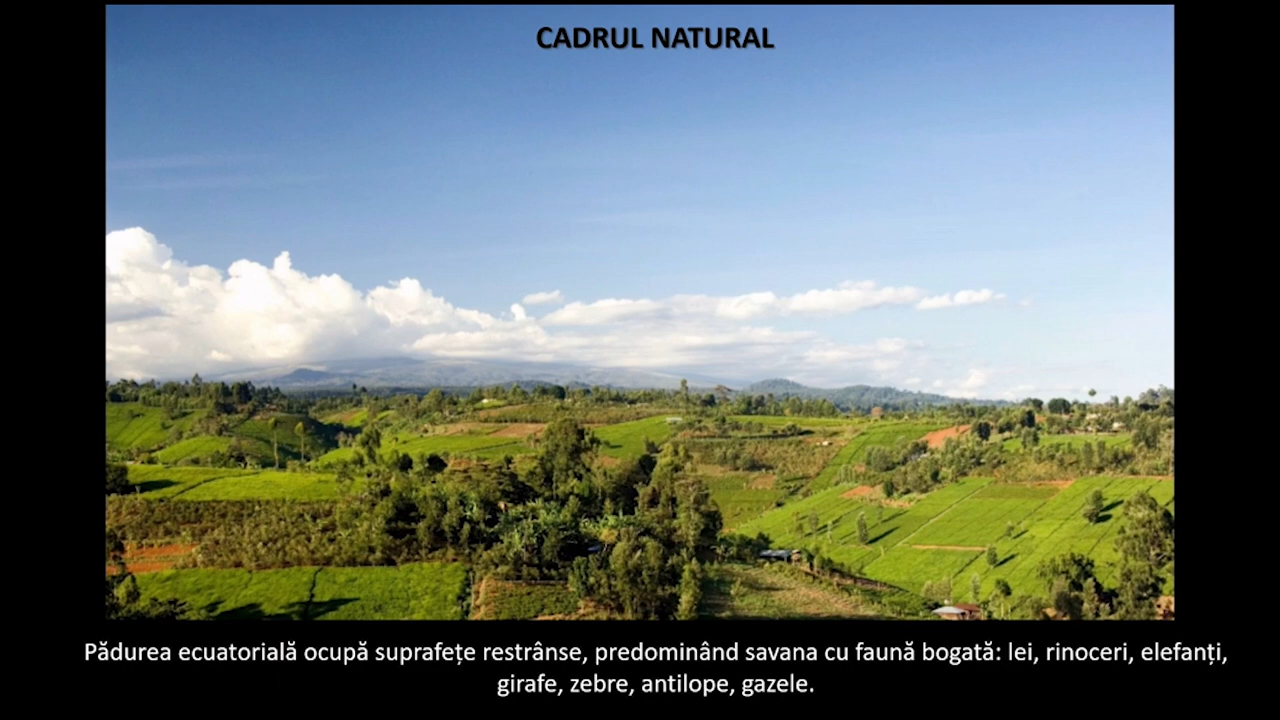 CADRUL NATURAL
Pădurea ecuatorială ocupă suprafețe restrânse, predominând savana cu faună bogată: lei, rinoceri, elefanți,
girafe, zebre, antilope, gazele.